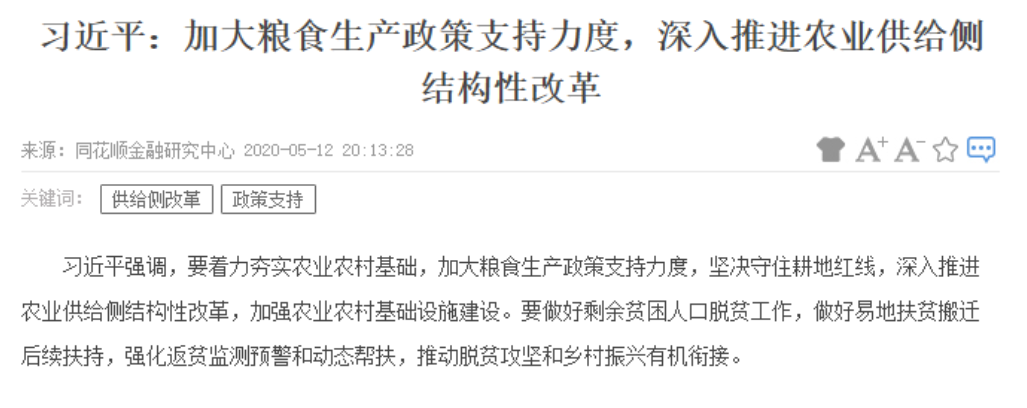 习近平：加大粮食生产政策支持力度，深入推进农业供给侧
结构性改革
来源：同花顺金融研究中心 2020-05-12 20:13:28
A+ A-
关键词： 供给侧改革 政策支持
习近平强调，要着力夯实农业农村基础，加大粮食生产政策支持力度，坚决守住耕地红线，深入推进
农业供给侧结构性改革，加强农业农村基础设施建设。要做好剩余贫困人口脱贫工作，做好易地扶贫搬迁
后续扶持，强化返贫监测预警和动态帮扶，推动脱贫攻坚和乡村振兴有机衔接。